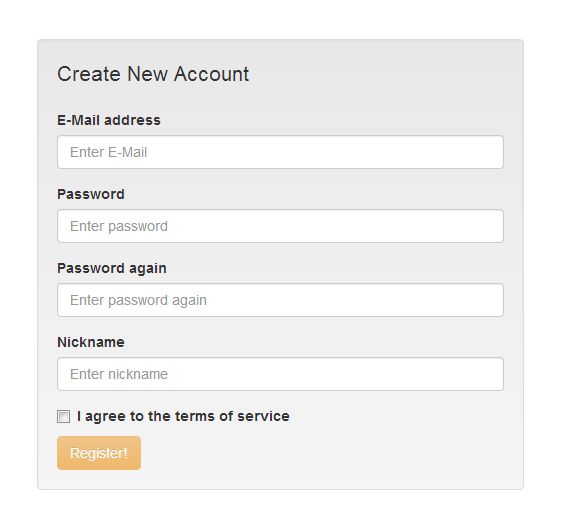 Create New Account
E-Mail address
Enter E-Mail
Password
Enter password
Password again
Enter password again
Nickname
Enter nickname
I agree to the terms of service
Register!